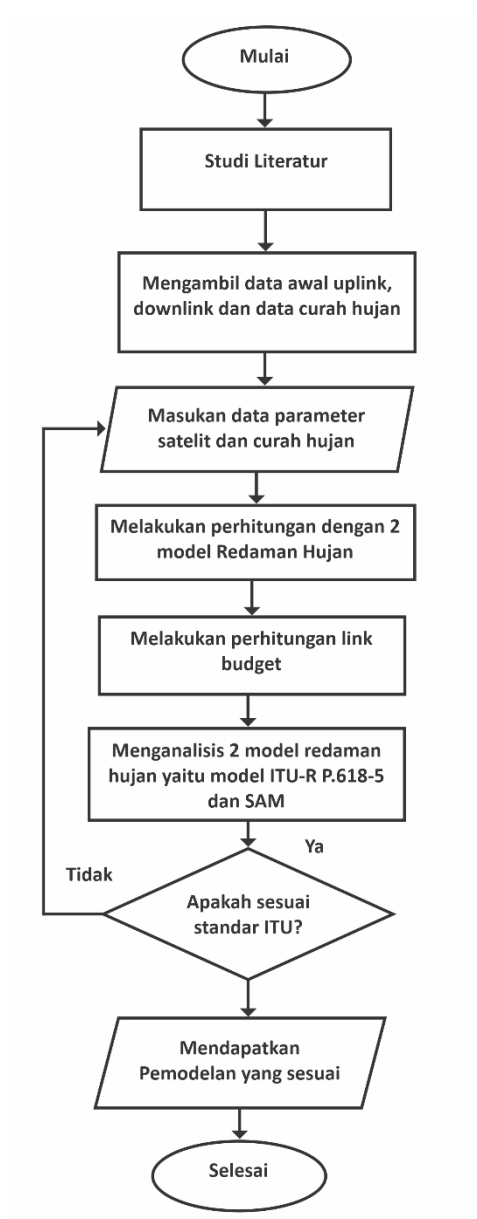 Mulai
Studi Literatur
Mengambil data awal uplink,
downlink dan data curah hujan
Masukan data parameter
satelit dan curah hujan
Melakukan perhitungan dengan 2
model Redaman Hujan
Melakukan perhitungan link
budget
Menganalisis 2 model redaman
hujan yaitu model ITU-R P.618-5
dan SAM
Ya
Tidak
Apakah sesuai
standar ITU?
Mendapatkan
Pemodelan yang sesuai
Selesai